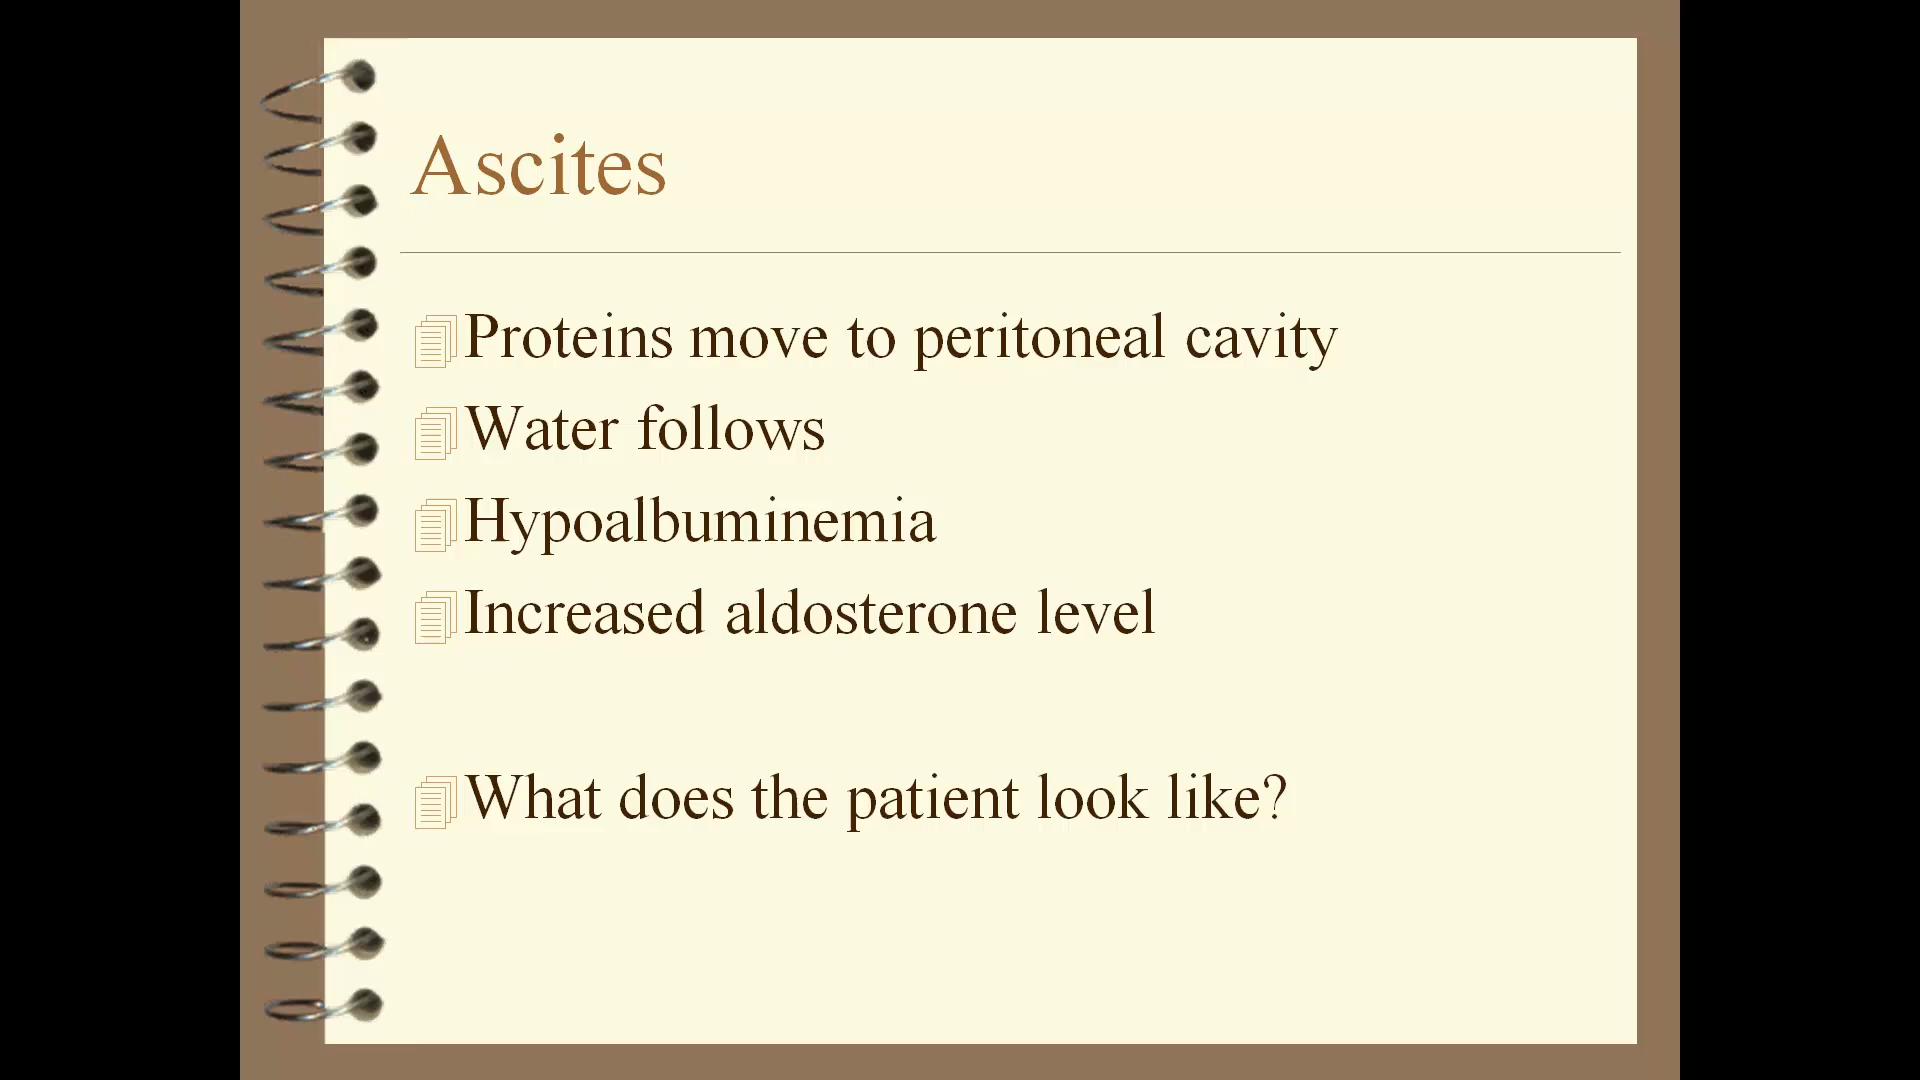 Ascites
Proteins move to peritoneal cavity
Water follows
Hypoalbuminemia
Increased aldosterone level
What does the patient look like?